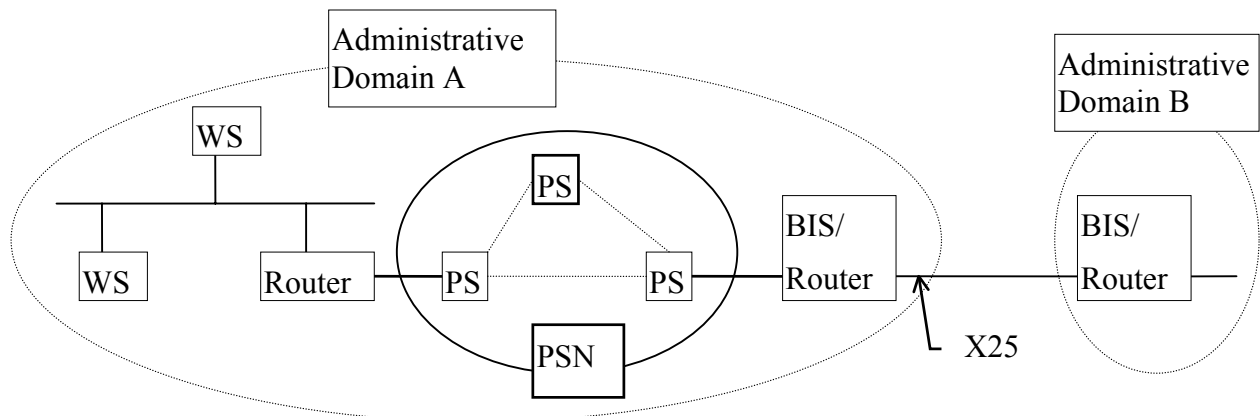 Administrative
Domain A
Administrative
Domain B
WS
PS
BIS/
Router
BIS/
Router
WS
Router
PS
PS
PSN
X25